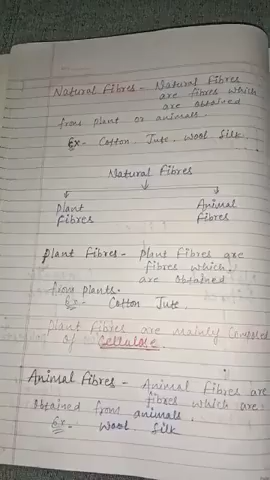 Natural Fibres - Natural Fibres
are fibres which
are obtained
from plant or animals.
Ex- Cotton, Jute, Wool Silk.
Natural Fibres
Plant
Fibres
Animal
Fibres
Plant Fibres - Plant Fibres are
fibres which
are obtained
from plants.
Ex- Cotton Jute.
Plant Fibres are mainly composed
of Cellulose
Animal Fibres - Animal Fibres are
fibres which are
obtained from animals.
Ex- Wool Silk